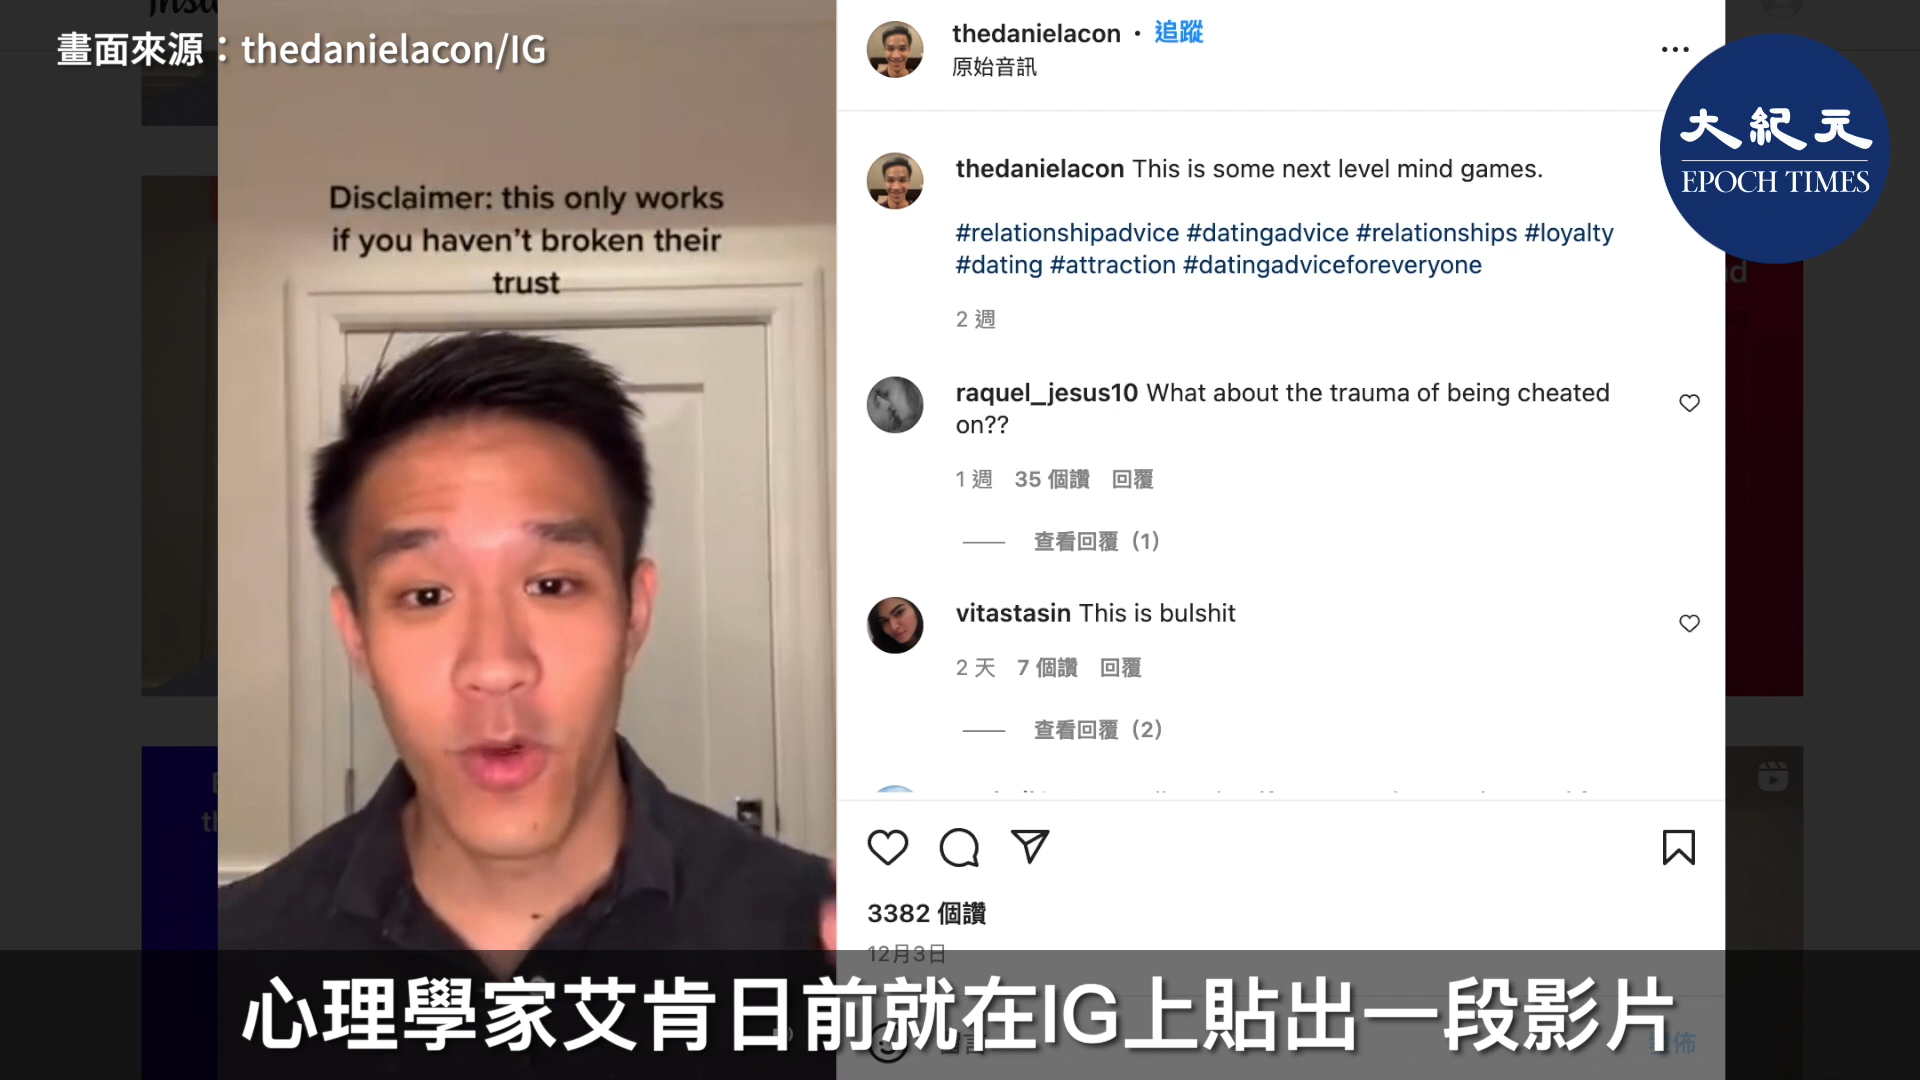 畫面來源：thedanielacon/IG
Disclaimer: this only works
if you haven't broken their
trust
thedanielacon • 追蹤
原始音訊
大紀元
EPOCH TIMES
thedanielacon This is some next level mind games.
#relationshipadvice #datingadvice #relationships #loyalty
#dating #attraction #datingadviceforeveryone
2 週
raquel_jesus10 What about the trauma of being cheated
on??
1 週 35 個讚 回覆
查看回覆 (1)
vitastasin This is bulshit
2 天 7 個讚 回覆
查看回覆 (2)
3382 個讚
12月3日
心理學家艾肯日前就在IG上貼出一段影片
發佈